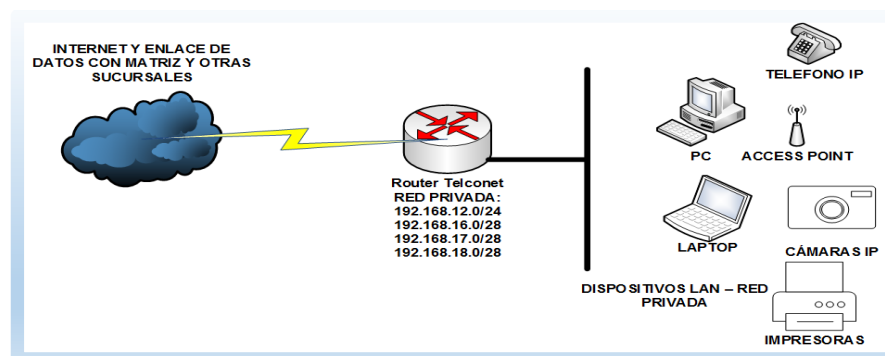 INTERNET Y ENLACE DE
DATOS CON MATRIZ Y OTRAS
SUCURSALES
Router Telconet
RED PRIVADA:
192.168.12.0/24
192.168.16.0/28
192.168.17.0/28
192.168.18.0/28
TELEFONO IP
PC
ACCESS POINT
LAPTOP
CÁMARAS IP
DISPOSITIVOS LAN – RED
PRIVADA
IMPRESORAS